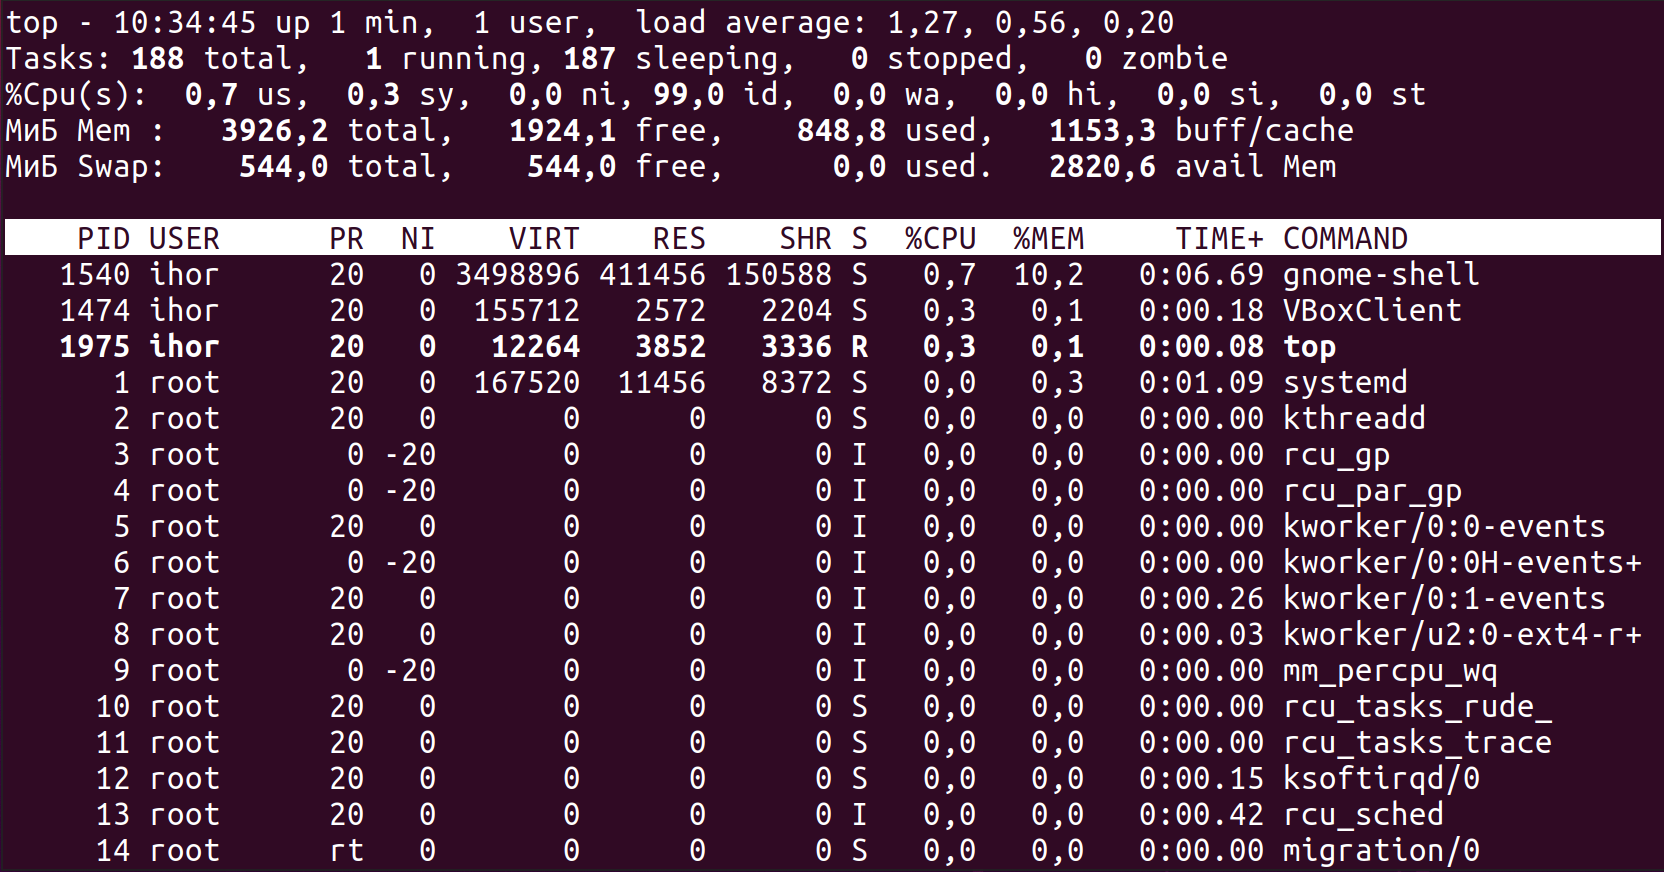 top - 10:34:45 up 1 min,  1 user,  load average: 1,27, 0,56, 0,20
Tasks: 188 total,   1 running, 187 sleeping,   0 stopped,   0 zombie
%Cpu(s):  0,7 us,  0,3 sy,  0,0 ni, 99,0 id,  0,0 wa,  0,0 hi,  0,0 si,  0,0 st
МиБ Mem :   3926,2 total,   1924,1 free,    848,8 used,   1153,3 buff/cache
МиБ Swap:    544,0 total,    544,0 free,      0,0 used.   2820,6 avail Mem
PID USER      PR  NI    VIRT    RES    SHR S  %CPU  %MEM     TIME+ COMMAND
1540 ihor      20   0 3498896 411456 150588 S   0,7  10,2   0:06.69 gnome-shell
1474 ihor      20   0  155712   2572   2204 S   0,3   0,1   0:00.18 VBoxClient
1975 ihor      20   0   12264   3852   3336 R   0,3   0,1   0:00.08 top
1 root      20   0  167520  11456   8372 S   0,0   0,3   0:01.09 systemd
2 root      20   0       0      0      0 S   0,0   0,0   0:00.00 kthreadd
3 root       0 -20       0      0      0 I   0,0   0,0   0:00.00 rcu_gp
4 root       0 -20       0      0      0 I   0,0   0,0   0:00.00 rcu_par_gp
5 root      20   0       0      0      0 I   0,0   0,0   0:00.00 kworker/0:0-events
6 root       0 -20       0      0      0 I   0,0   0,0   0:00.00 kworker/0:0H-events+
7 root      20   0       0      0      0 I   0,0   0,0   0:00.26 kworker/0:1-events
8 root      20   0       0      0      0 I   0,0   0,0   0:00.03 kworker/u2:0-ext4-r+
9 root       0 -20       0      0      0 I   0,0   0,0   0:00.00 mm_percpu_wq
10 root      20   0       0      0      0 S   0,0   0,0   0:00.00 rcu_tasks_rude_
11 root      20   0       0      0      0 S   0,0   0,0   0:00.00 rcu_tasks_trace
12 root      20   0       0      0      0 S   0,0   0,0   0:00.15 ksoftirqd/0
13 root      20   0       0      0      0 I   0,0   0,0   0:00.42 rcu_sched
14 root      rt   0       0      0      0 S   0,0   0,0   0:00.00 migration/0